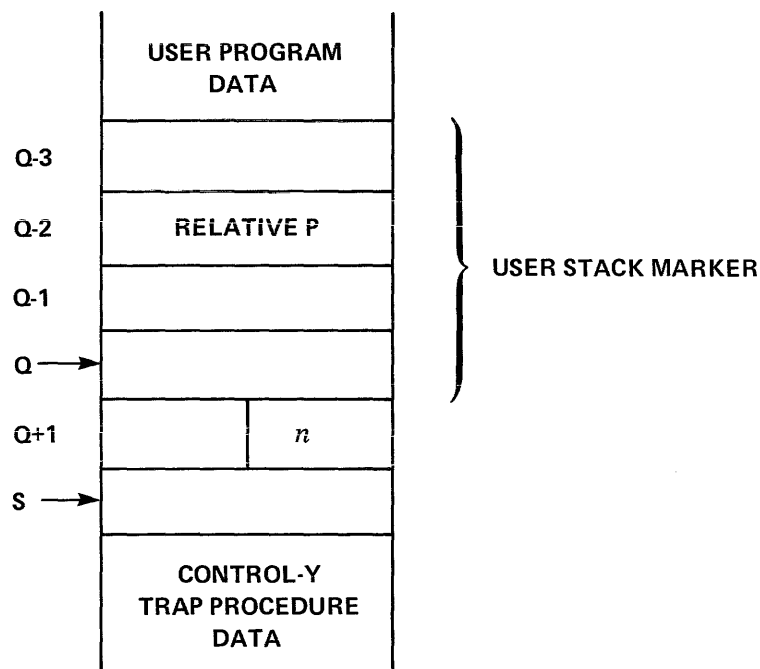 USER PROGRAM
DATA
Q-3
Q-2 RELATIVE P
Q-1
USER STACK MARKER
Q
Q+1 n
S
CONTROL-Y
TRAP PROCEDURE
DATA